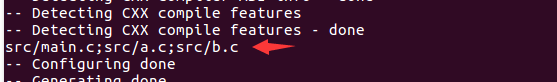 -- Detecting CXX compile features
-- Detecting CXX compile features - done
src/main.c;src/a.c;src/b.c
-- Configuring done